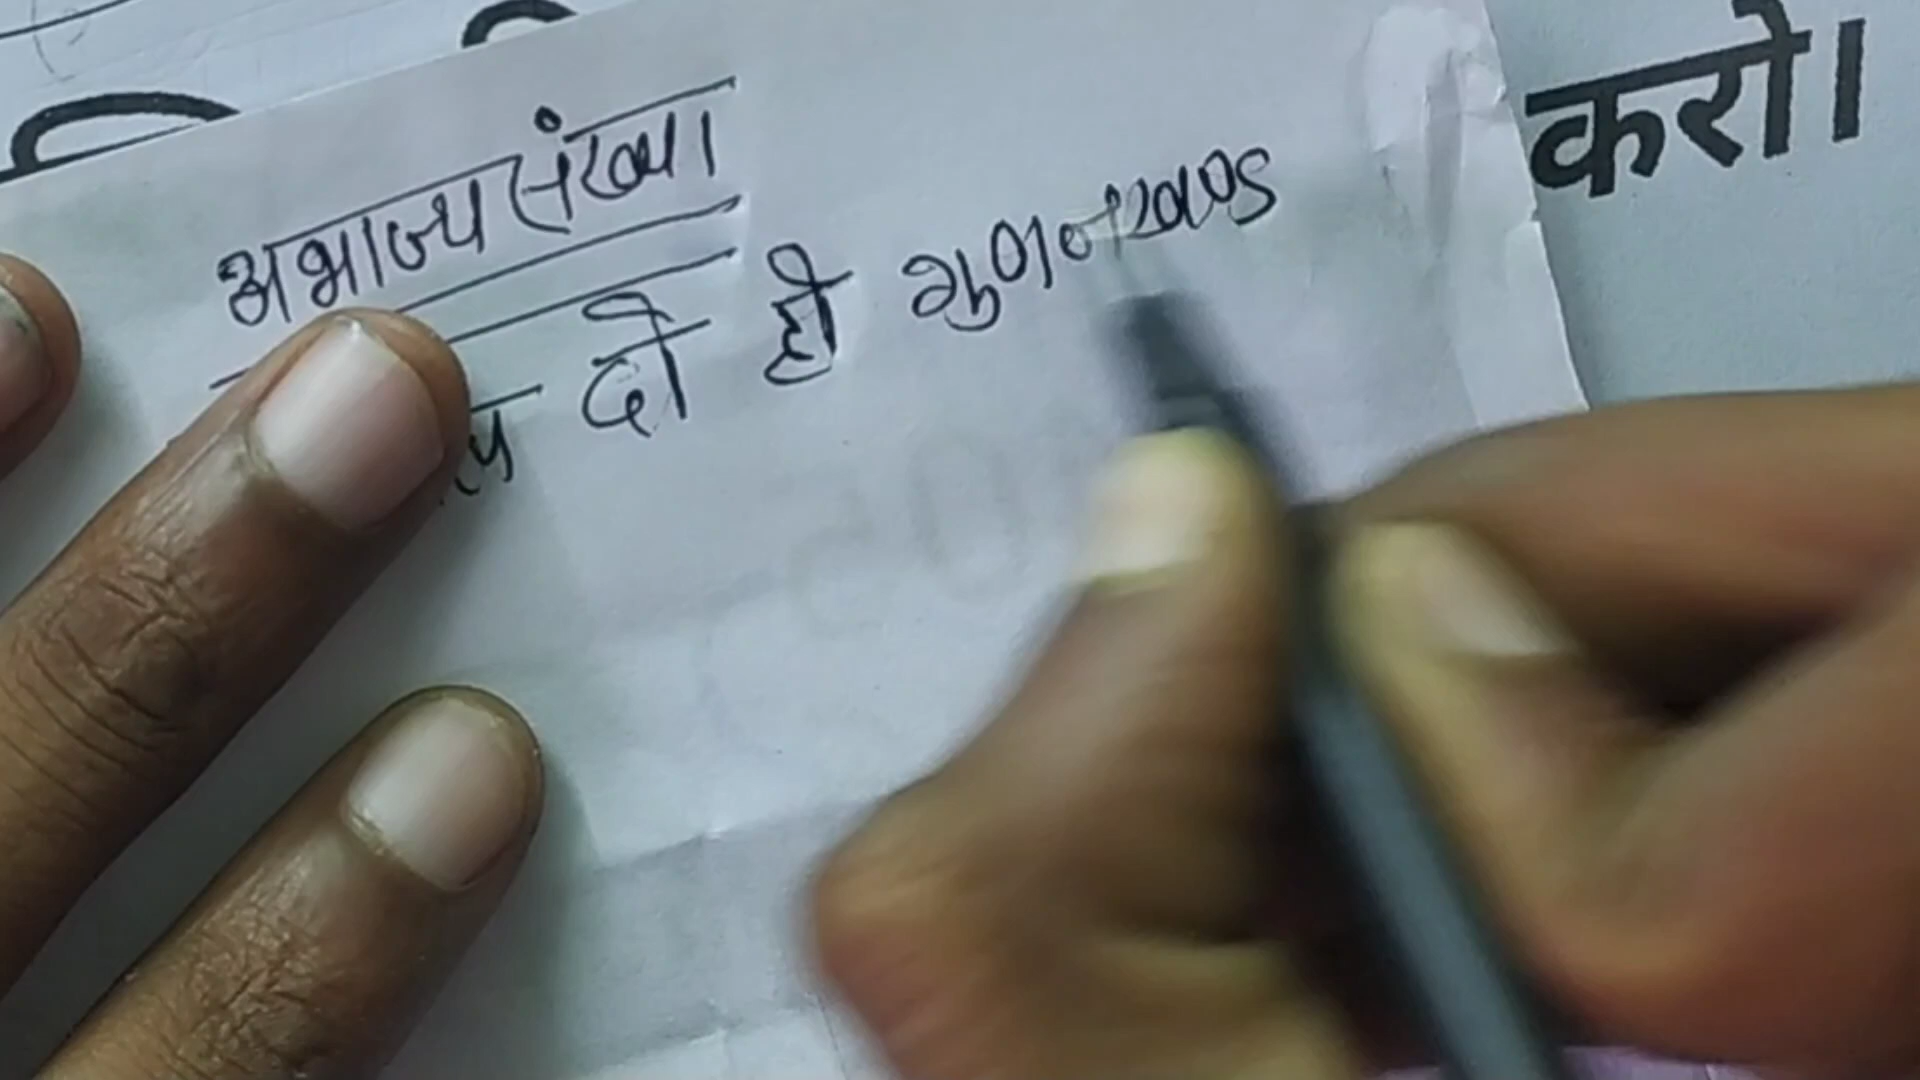 करो।
अभाज्य संख्या
दो ही गुणनखण्ड